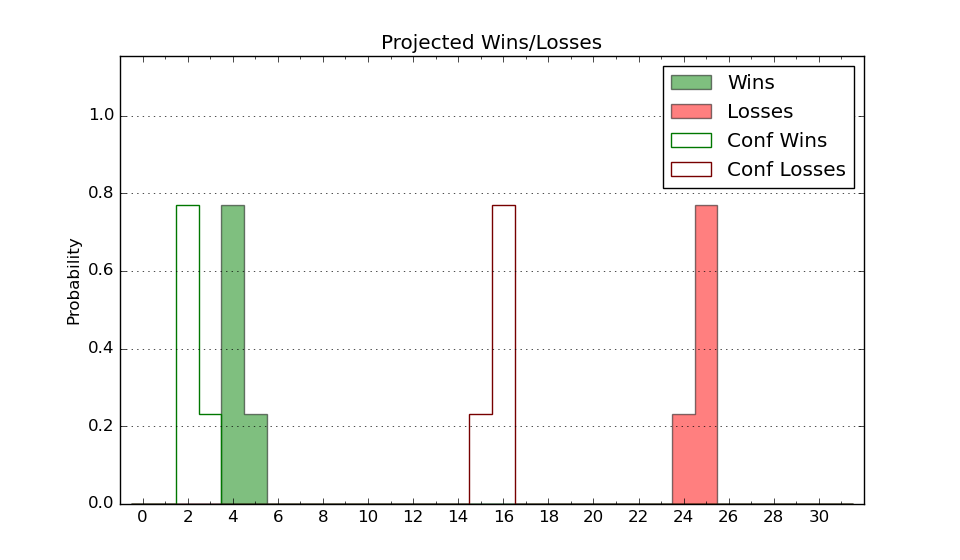 Projected Wins/Losses
Wins
Losses
Conf Wins
Conf Losses
Probability
1.0
0.8
0.6
0.4
0.2
0.0
0 2 4 6 8 10 12 14 16 18 20 22 24 26 28 30